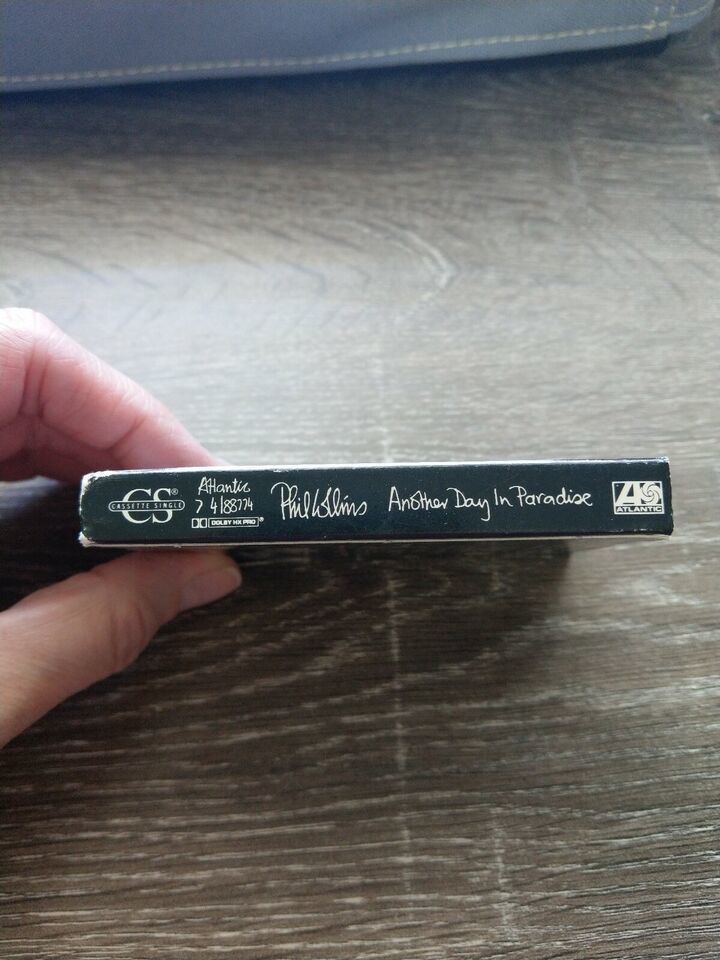 CS®
CASSETTE SINGLE
Atlantic
7 4|88774
DOLBY HX PRO®
Phil Collins
Another Day In Paradise
ATLANTIC